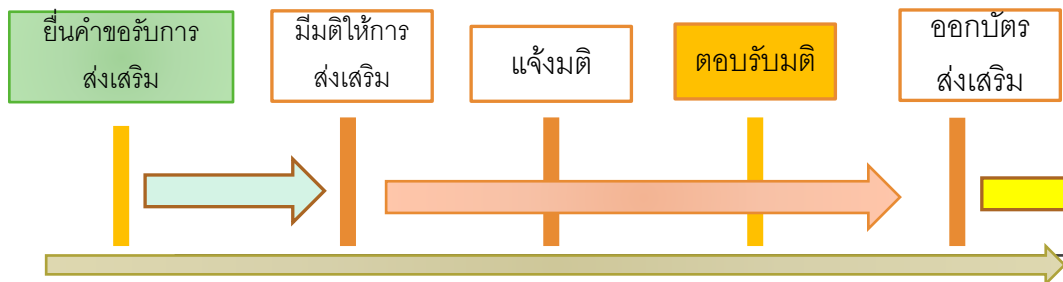 ยื่นคำขอรับการ
ส่งเสริม
มีมติให้การ
ส่งเสริม
แจ้งมติ
ตอบรับมติ
ออกบัตร
ส่งเสริม